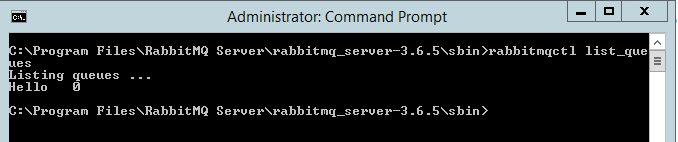 Administrator: Command Prompt
C:\Program Files\RabbitMQ Server\rabbitmq_server-3.6.5\sbin>rabbitmqctl list_que
ues
Listing queues ...
Hello   0
C:\Program Files\RabbitMQ Server\rabbitmq_server-3.6.5\sbin>